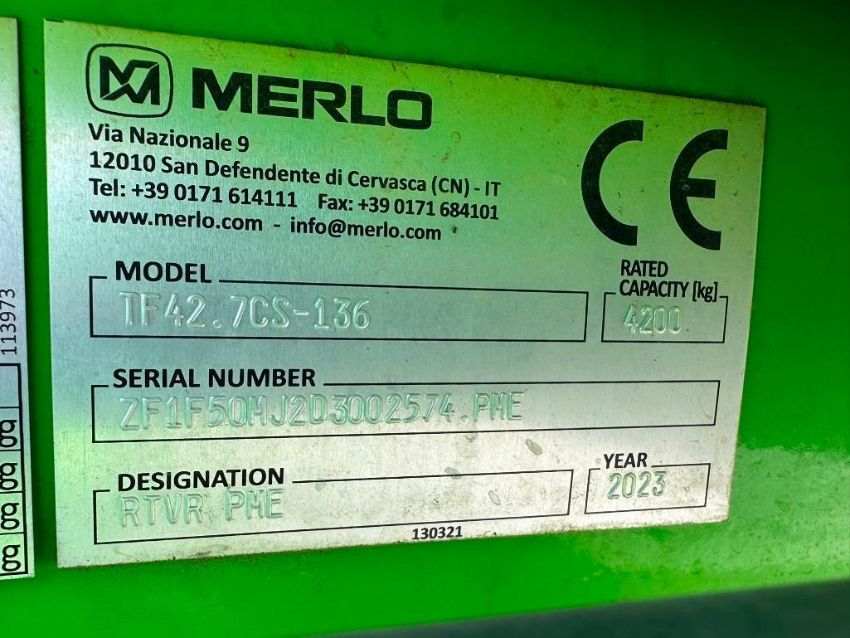 MERLO
Via Nazionale 9
12010 San Defendente di Cervasca (CN) - IT
Tel: +39 0171 614111 Fax: +39 0171 684101
www.merlo.com - info@merlo.com
CE
MODEL
TF42.7CS-136
RATED
CAPACITY [kg]
4200
SERIAL NUMBER
ZF1F50MJ2D3002574.PME
DESIGNATION
RTVR PME
YEAR
2023
130321
113973